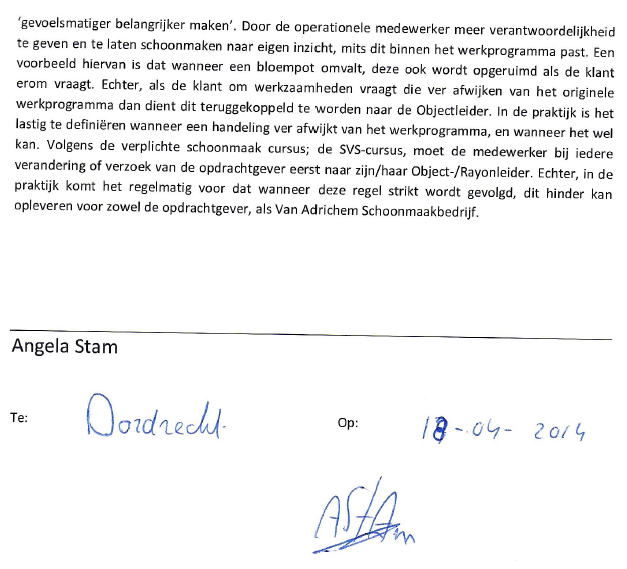 'gevoelsmatiger belangrijker maken'. Door de operationele medewerker meer verantwoordelijkheid
te geven en te laten schoonmaken naar eigen inzicht, mits dit binnen het werkprogramma past. Een
voorbeeld hiervan is dat wanneer een bloempot omvalt, deze ook wordt opgeruimd als de klant
erom vraagt. Echter, als de klant om werkzaamheden vraagt die ver afwijken van het originele
werkprogramma dan dient dit teruggekoppeld te worden naar de Objectleider. In de praktijk is het
lastig te definiëren wanneer een handeling ver afwijkt van het werkprogramma, en wanneer het wel
kan. Volgens de verplichte schoonmaak cursus; de SVS-cursus, moet de medewerker bij iedere
verandering of verzoek van de opdrachtgever eerst naar zijn/haar Object-/Rayonleider. Echter, in de
praktijk komt het regelmatig voor dat wanneer deze regel strikt wordt gevolgd, dit hinder kan
opleveren voor zowel de opdrachtgever, als Van Adrichem Schoonmaakbedrijf.
Angela Stam
Te: Dordrecht. Op: 18-04-2014
AStam